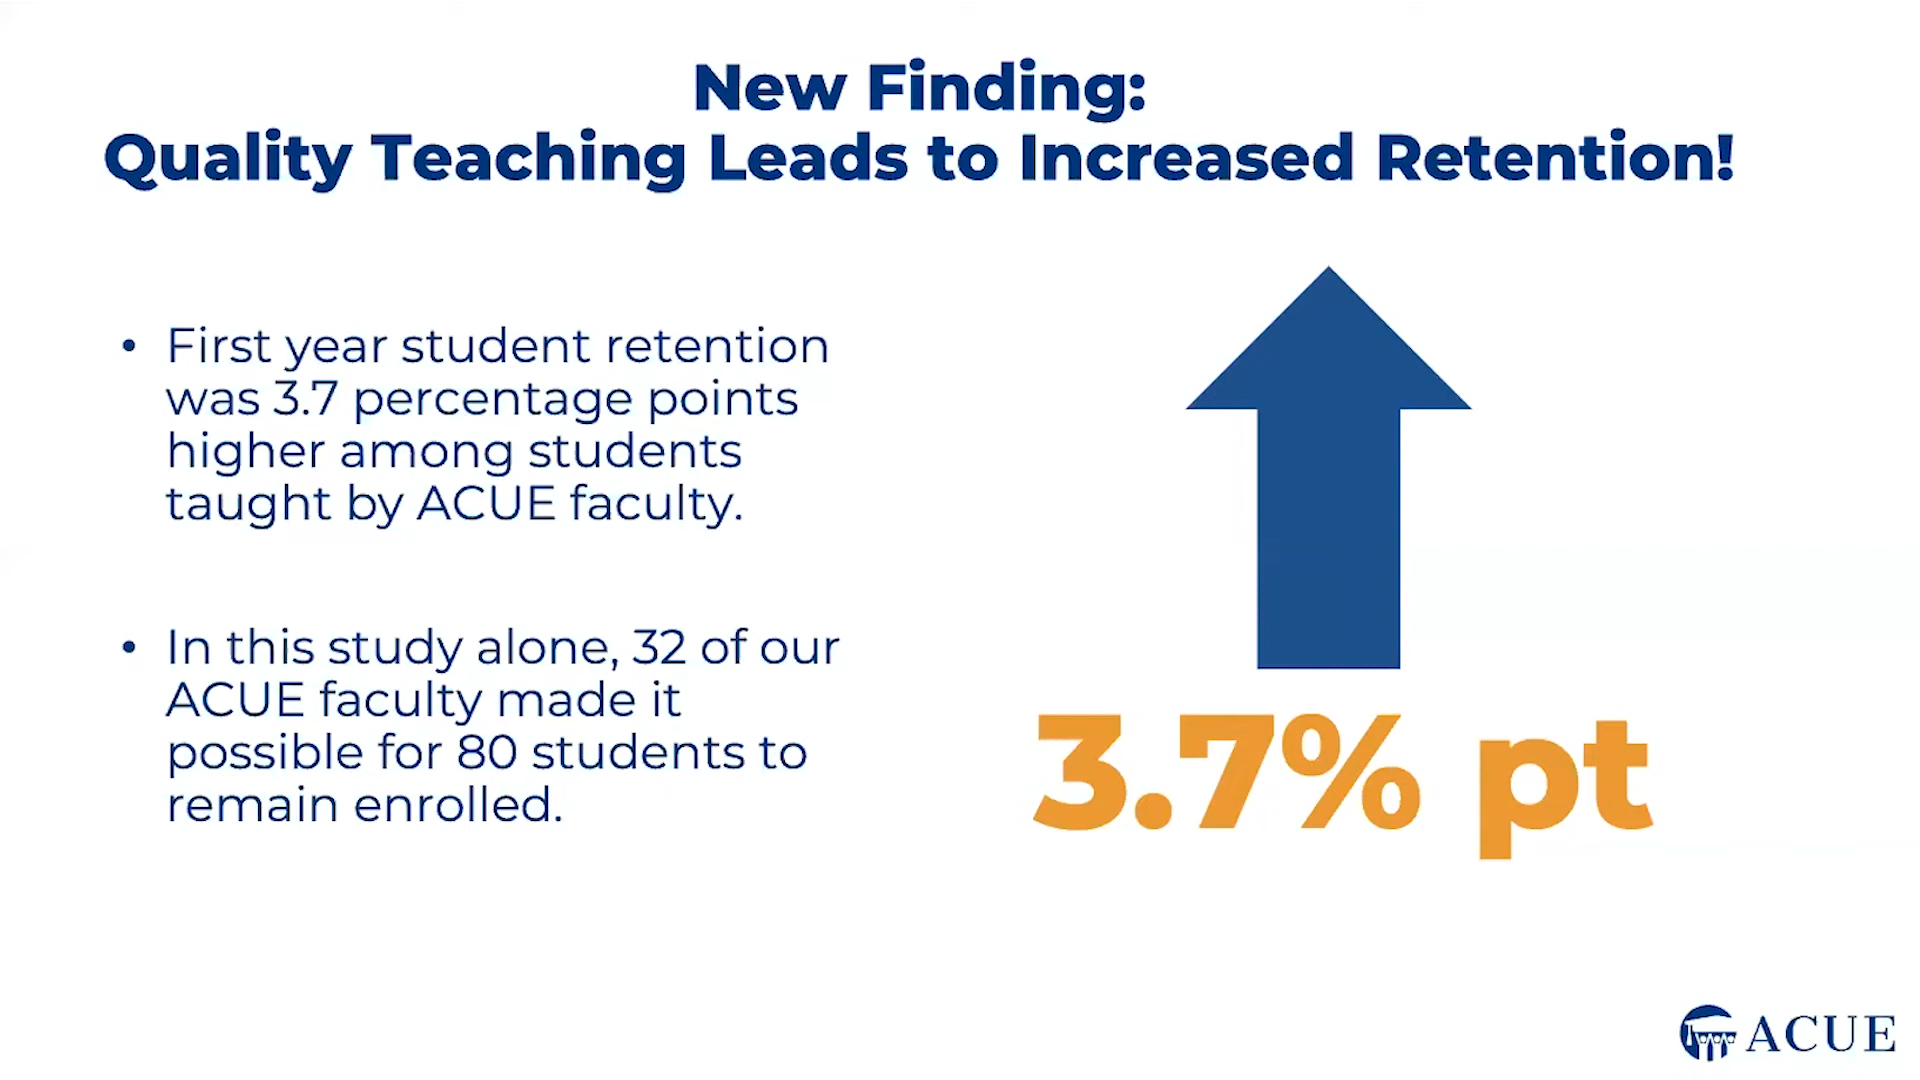 New Finding:
Quality Teaching Leads to Increased Retention!
• First year student retention
was 3.7 percentage points
higher among students
taught by ACUE faculty.
• In this study alone, 32 of our
ACUE faculty made it
possible for 80 students to
remain enrolled.
3.7% pt
ACUE